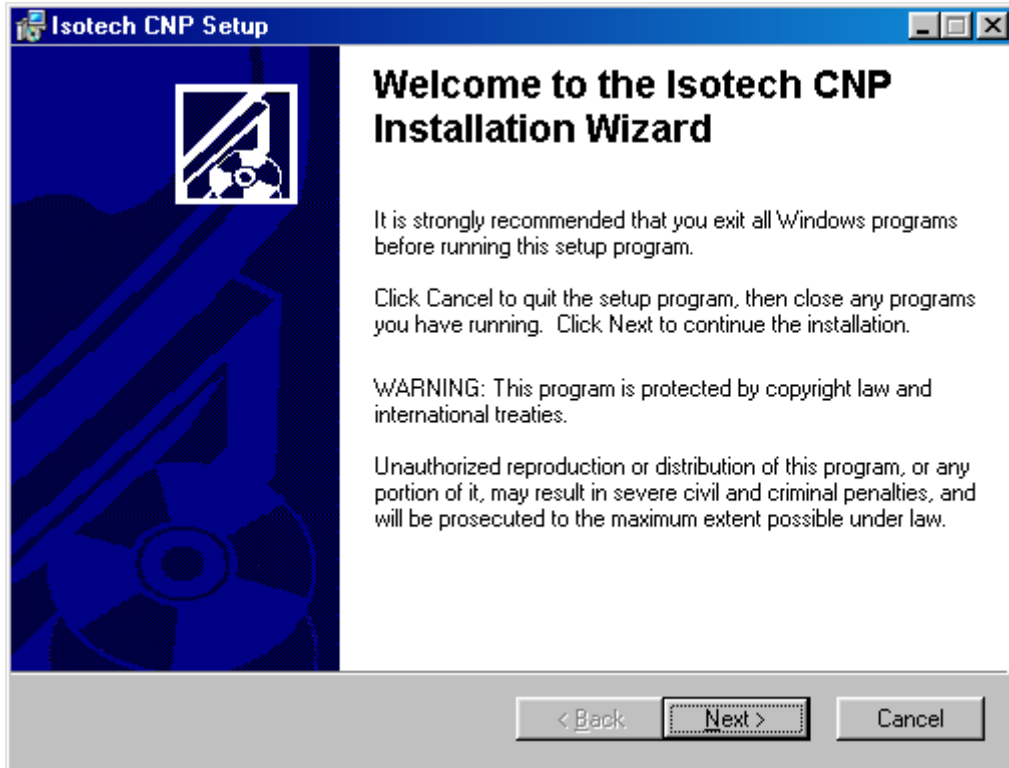 Isotech CNP Setup
Welcome to the Isotech CNP
Installation Wizard
It is strongly recommended that you exit all Windows programs
before running this setup program.
Click Cancel to quit the setup program, then close any programs
you have running.  Click Next to continue the installation.
WARNING: This program is protected by copyright law and
international treaties.
Unauthorized reproduction or distribution of this program, or any
portion of it, may result in severe civil and criminal penalties, and
will be prosecuted to the maximum extent possible under law.
< Back
Next >
Cancel